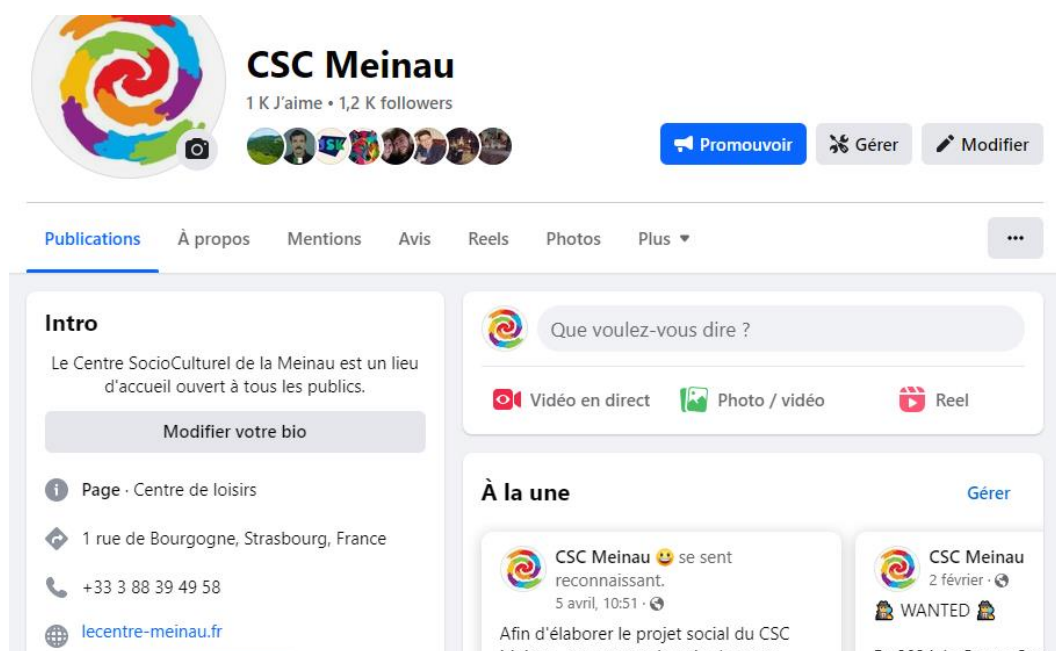 CSC Meinau
1 K J'aime • 1,2 K followers
Promouvoir
Gérer
Modifier
Publications
À propos
Mentions
Avis
Reels
Photos
Plus
Intro
Le Centre SocioCulturel de la Meinau est un lieu
d'accueil ouvert à tous les publics.
Modifier votre bio
Page · Centre de loisirs
1 rue de Bourgogne, Strasbourg, France
+33 3 88 39 49 58
lecentre-meinau.fr
Que voulez-vous dire ?
Vidéo en direct
Photo / vidéo
Reel
À la une
Gérer
CSC Meinau 😀 se sent
reconnaissant.
5 avril, 10:51 ·
Afin d'élaborer le projet social du CSC
CSC Meinau
2 février ·
WANTED